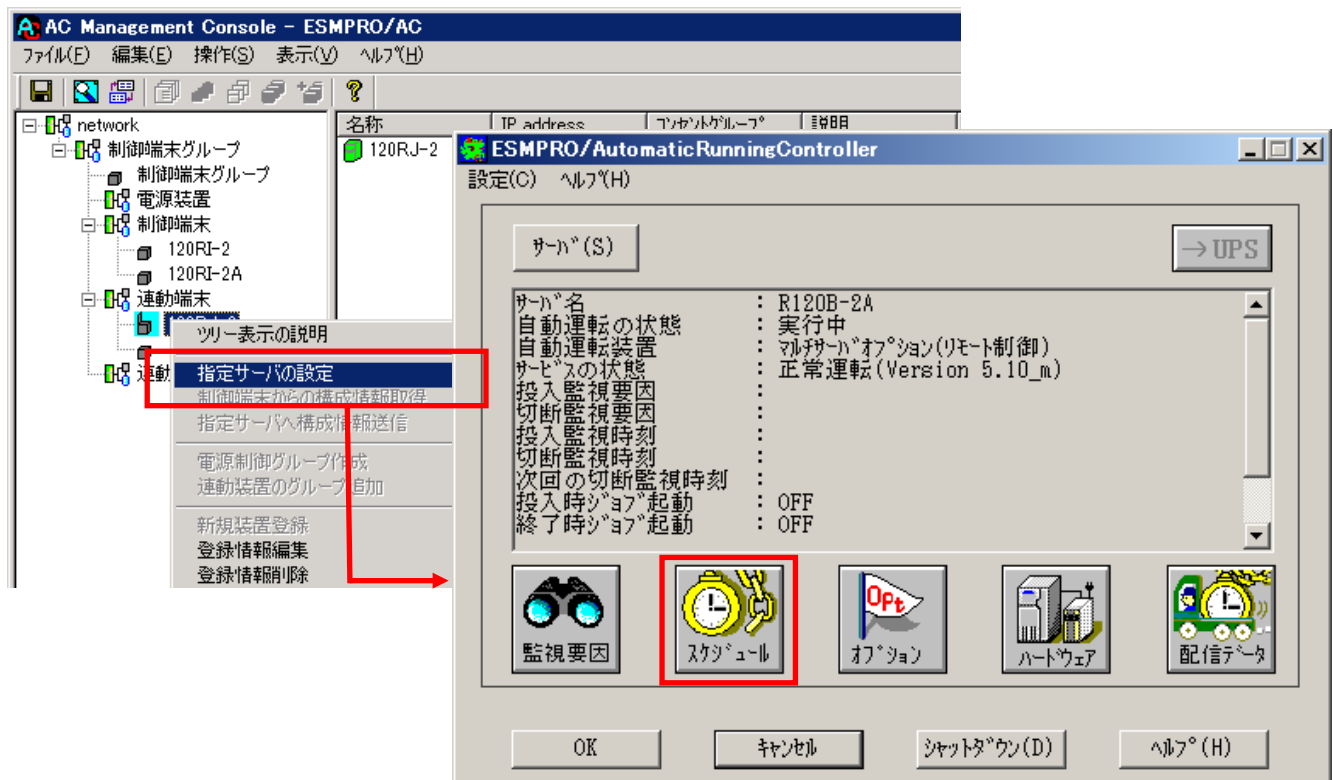 AC Management Console – ESMPRO/AC
ファイル(F) 編集(E) 操作(S) 表示(V) ヘルプ(H)
名称 IP address コンセントグループ 説明
network
制御端末グループ
制御端末グループ
電源装置
制御端末
120RI-2
120RI-2A
連動端末
連動
120RJ-2
ツリー表示の説明
指定サーバの設定
制御端末からの構成情報取得
指定サーバへ構成情報送信
電源制御グループ作成
連動装置のグループ追加
新規装置登録
登録情報編集
登録情報削除
ESMPRO/AutomaticRunningController
設定(C) ヘルプ(H)
サーバ(S)
→UPS
サーバ名 : R120B-2A
自動運転の状態 : 実行中
自動運転装置 : マルチサーバオプション(リモート制御)
サービスの状態 : 正常運転(Version 5.10_m)
投入監視要因 :
切断監視要因 :
投入監視時刻 :
切断監視時刻 :
次回の切断監視時刻 :
投入時ジョブ起動 : OFF
終了時ジョブ起動 : OFF
監視要因
スケジュール
Opt
オプション
ハードウェア
配信データ
OK
キャンセル
シャットダウン(D)
ヘルプ(H)